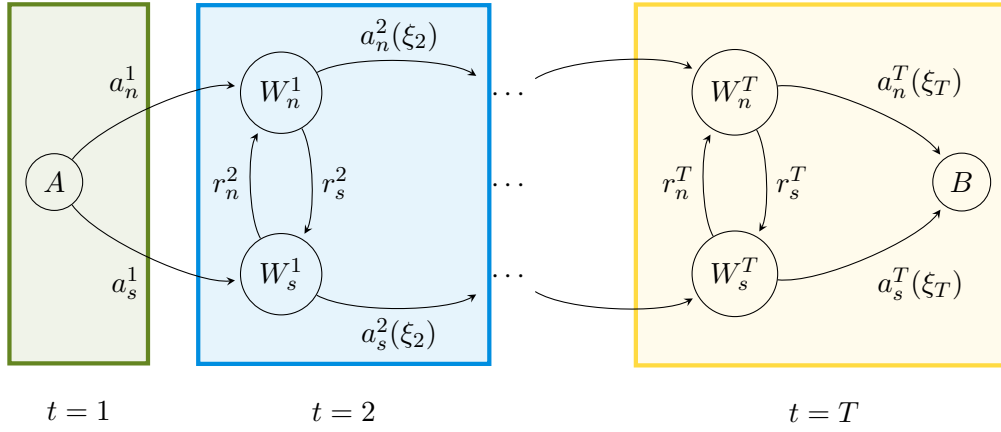 a_n^2(ξ_2)
a_n^1 W_n^1 … W_n^T a_n^T(ξ_T)
A r_n^2 r_s^2 … r_n^T r_s^T B
a_s^1 W_s^1 … W_s^T a_s^T(ξ_T)
a_s^2(ξ_2)
t = 1 t = 2 t = T